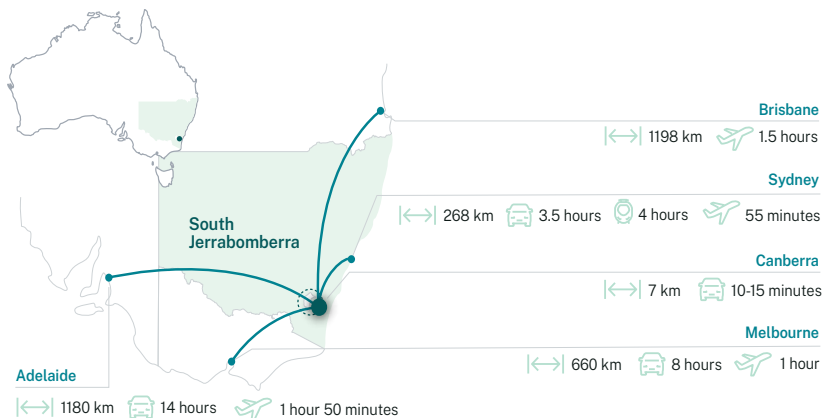 Brisbane
1198 km 1.5 hours
Sydney
268 km 3.5 hours 4 hours 55 minutes
South
Jerrabomberra
Canberra
7 km 10-15 minutes
Melbourne
660 km 8 hours 1 hour
Adelaide
1180 km 14 hours 1 hour 50 minutes